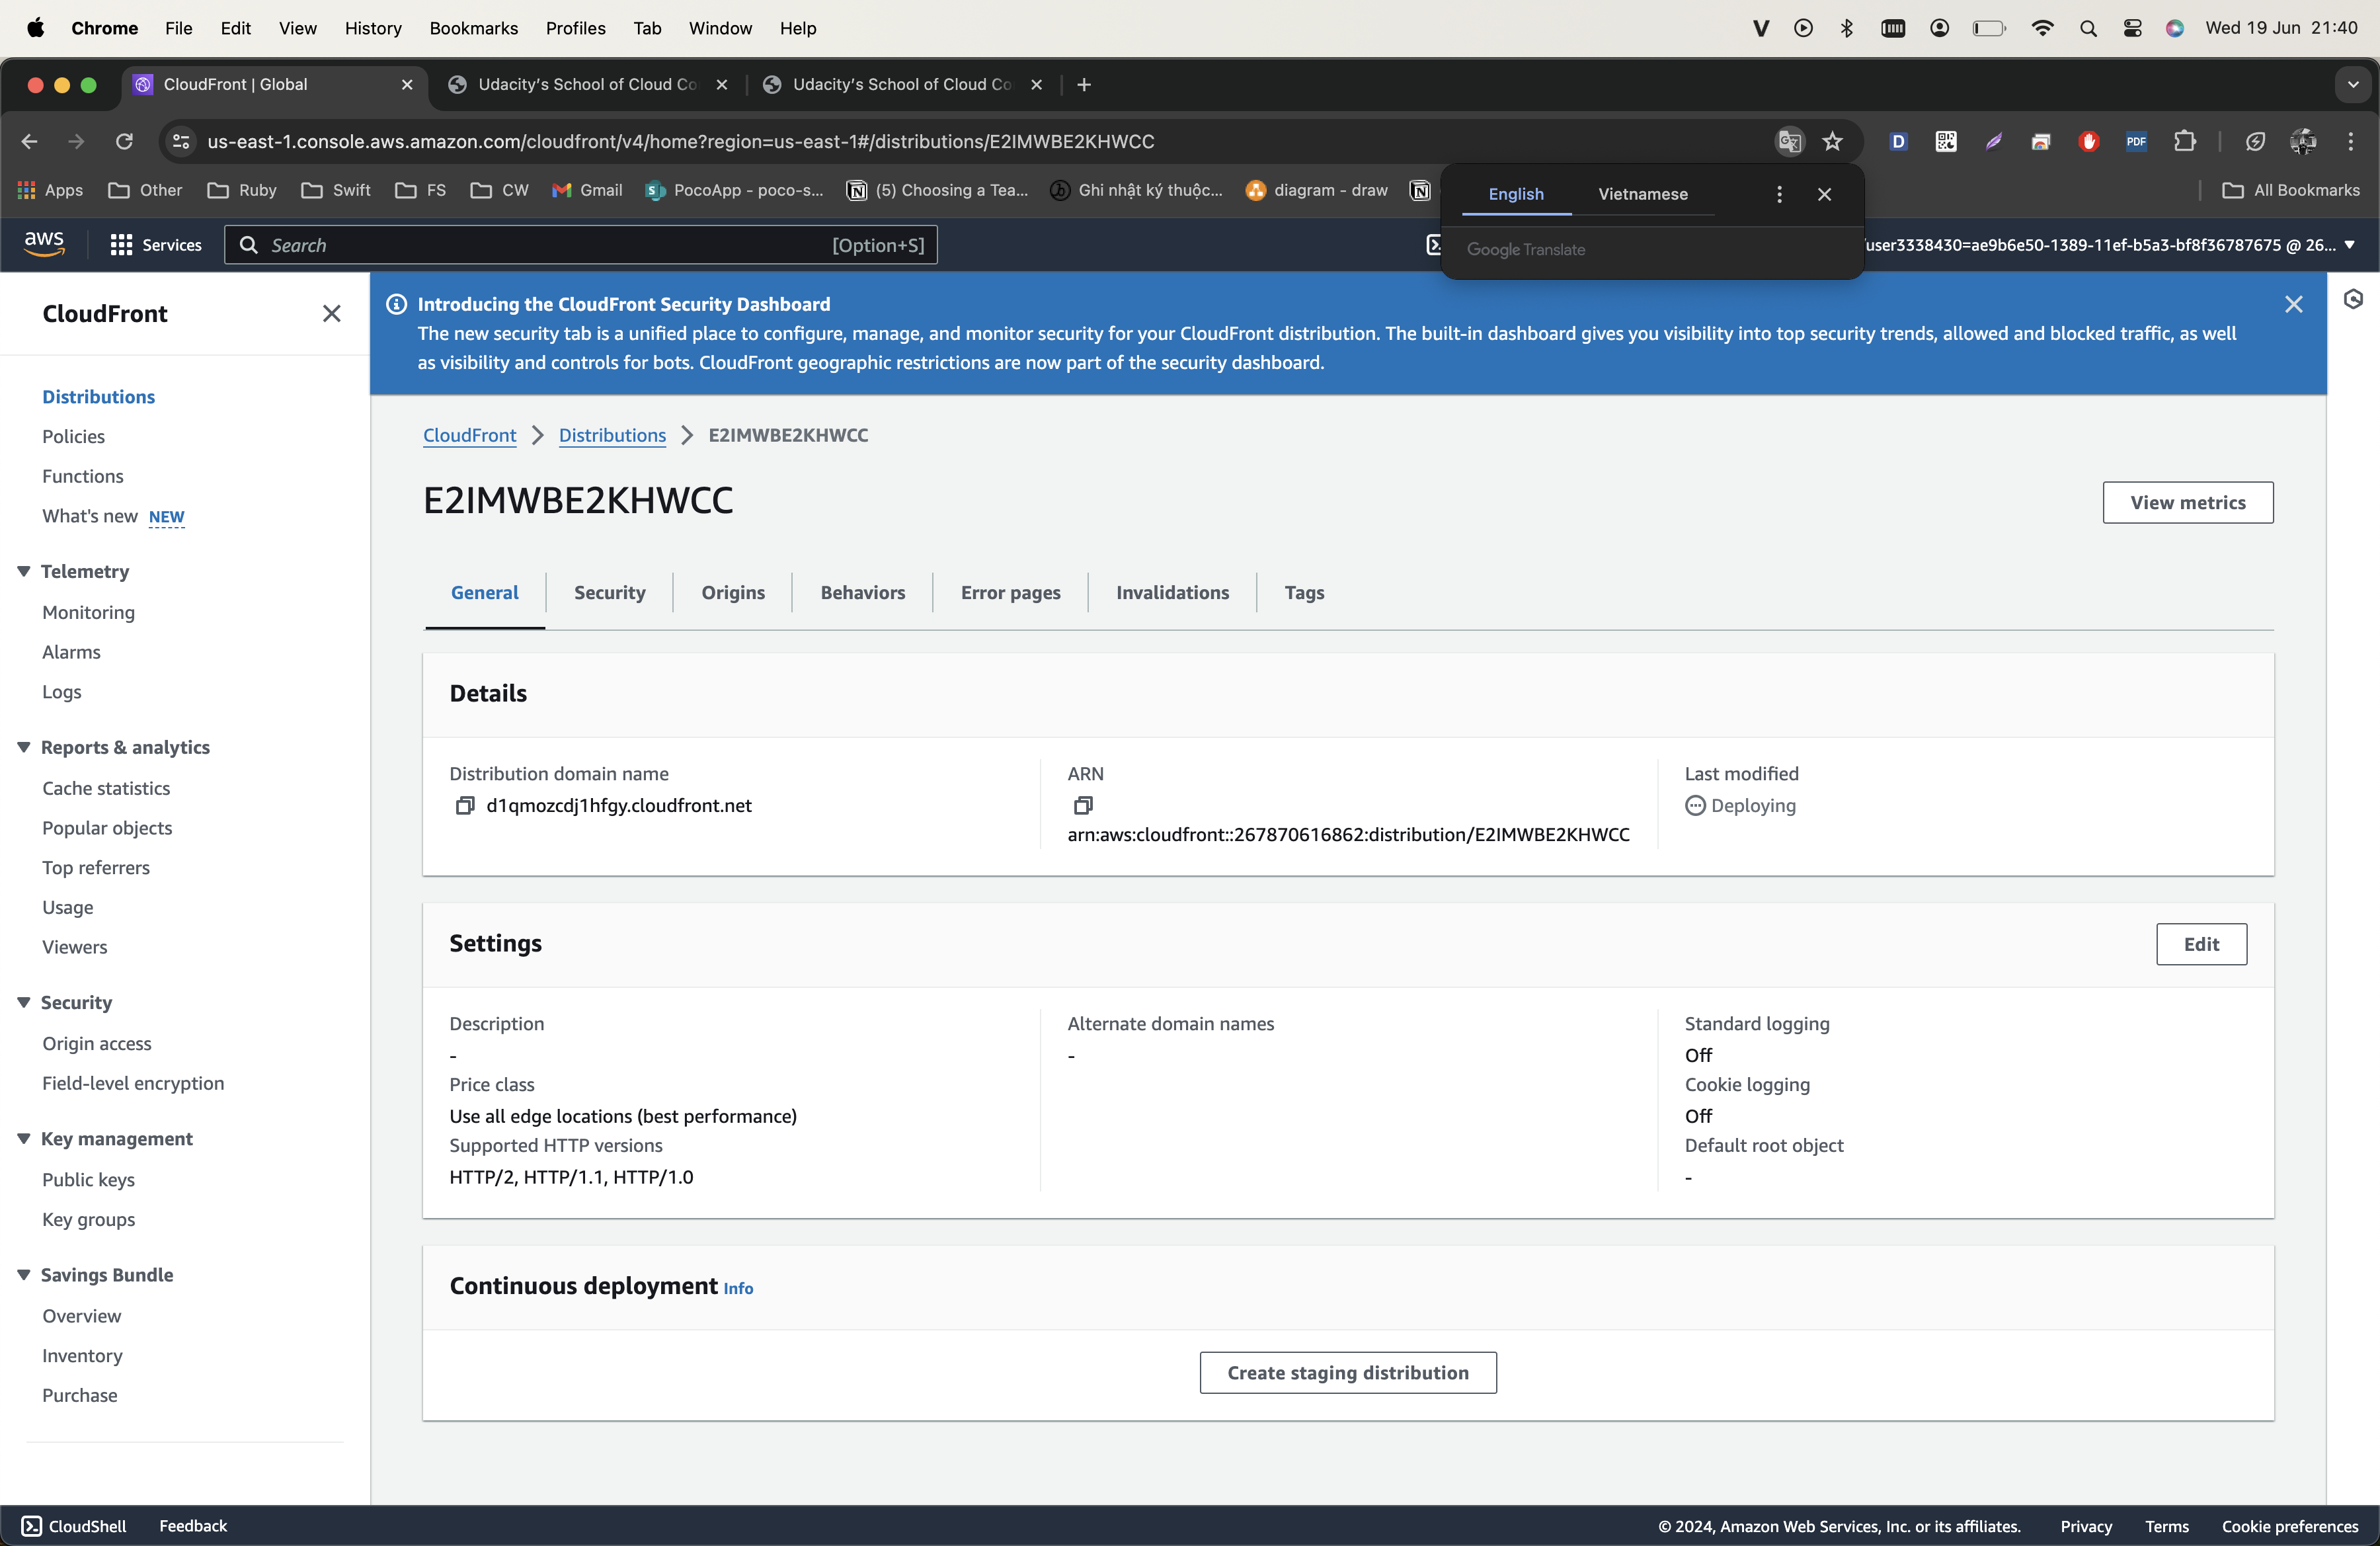 Chrome File Edit View History Bookmarks Profiles Tab Window Help
V Wed 19 Jun 21:40
CloudFront | Global
Udacity’s School of Cloud Co
Udacity’s School of Cloud Co
us-east-1.console.aws.amazon.com/cloudfront/v4/home?region=us-east-1#/distributions/E2IMWBE2KHWCC
D
PDF
Apps Other Ruby Swift FS CW Gmail PocoApp - poco-s... (5) Choosing a Tea... Ghi nhật ký thuộc... diagram - draw All Bookmarks
English Vietnamese
Google Translate
aws Services Search [Option+S]
user3338430=ae9b6e50-1389-11ef-b5a3-bf8f36787675 @ 26...
CloudFront
Distributions
Policies
Functions
What's new NEW
Telemetry
Monitoring
Alarms
Logs
Reports & analytics
Cache statistics
Popular objects
Top referrers
Usage
Viewers
Security
Origin access
Field-level encryption
Key management
Public keys
Key groups
Savings Bundle
Overview
Inventory
Purchase
Introducing the CloudFront Security Dashboard
The new security tab is a unified place to configure, manage, and monitor security for your CloudFront distribution. The built-in dashboard gives you visibility into top security trends, allowed and blocked traffic, as well
as visibility and controls for bots. CloudFront geographic restrictions are now part of the security dashboard.
CloudFront Distributions E2IMWBE2KHWCC
E2IMWBE2KHWCC
View metrics
General Security Origins Behaviors Error pages Invalidations Tags
Details
Distribution domain name
d1qmozcdj1hfgy.cloudfront.net
ARN
arn:aws:cloudfront::267870616862:distribution/E2IMWBE2KHWCC
Last modified
Deploying
Settings
Edit
Description
-
Price class
Use all edge locations (best performance)
Supported HTTP versions
HTTP/2, HTTP/1.1, HTTP/1.0
Alternate domain names
-
Standard logging
Off
Cookie logging
Off
Default root object
-
Continuous deployment Info
Create staging distribution
CloudShell Feedback
© 2024, Amazon Web Services, Inc. or its affiliates. Privacy Terms Cookie preferences